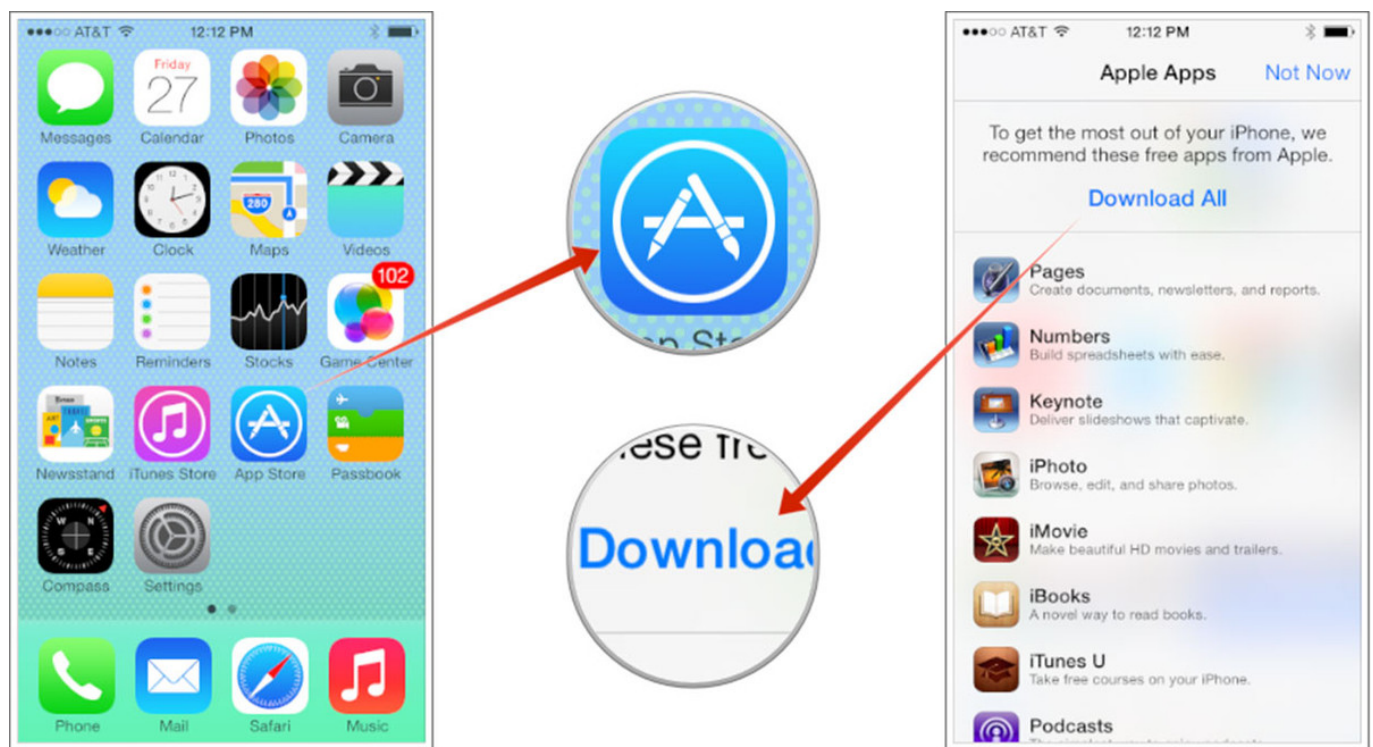 AT&T 12:12 PM
Friday
27
Messages Calendar Photos Camera
280
Weather Clock Maps Videos
102
Notes Reminders Stocks Game Center
Newsstand iTunes Store App Store Passbook
W N
S E
Compass Settings
Phone Mail Safari Music
these fre
Download
AT&T 12:12 PM
Apple Apps Not Now
To get the most out of your iPhone, we
recommend these free apps from Apple.
Download All
Pages
Create documents, newsletters, and reports.
Numbers
Build spreadsheets with ease.
Keynote
Deliver slideshows that captivate.
iPhoto
Browse, edit, and share photos.
iMovie
Make beautiful HD movies and trailers.
iBooks
A novel way to read books.
iTunes U
Take free courses on your iPhone.
Podcasts